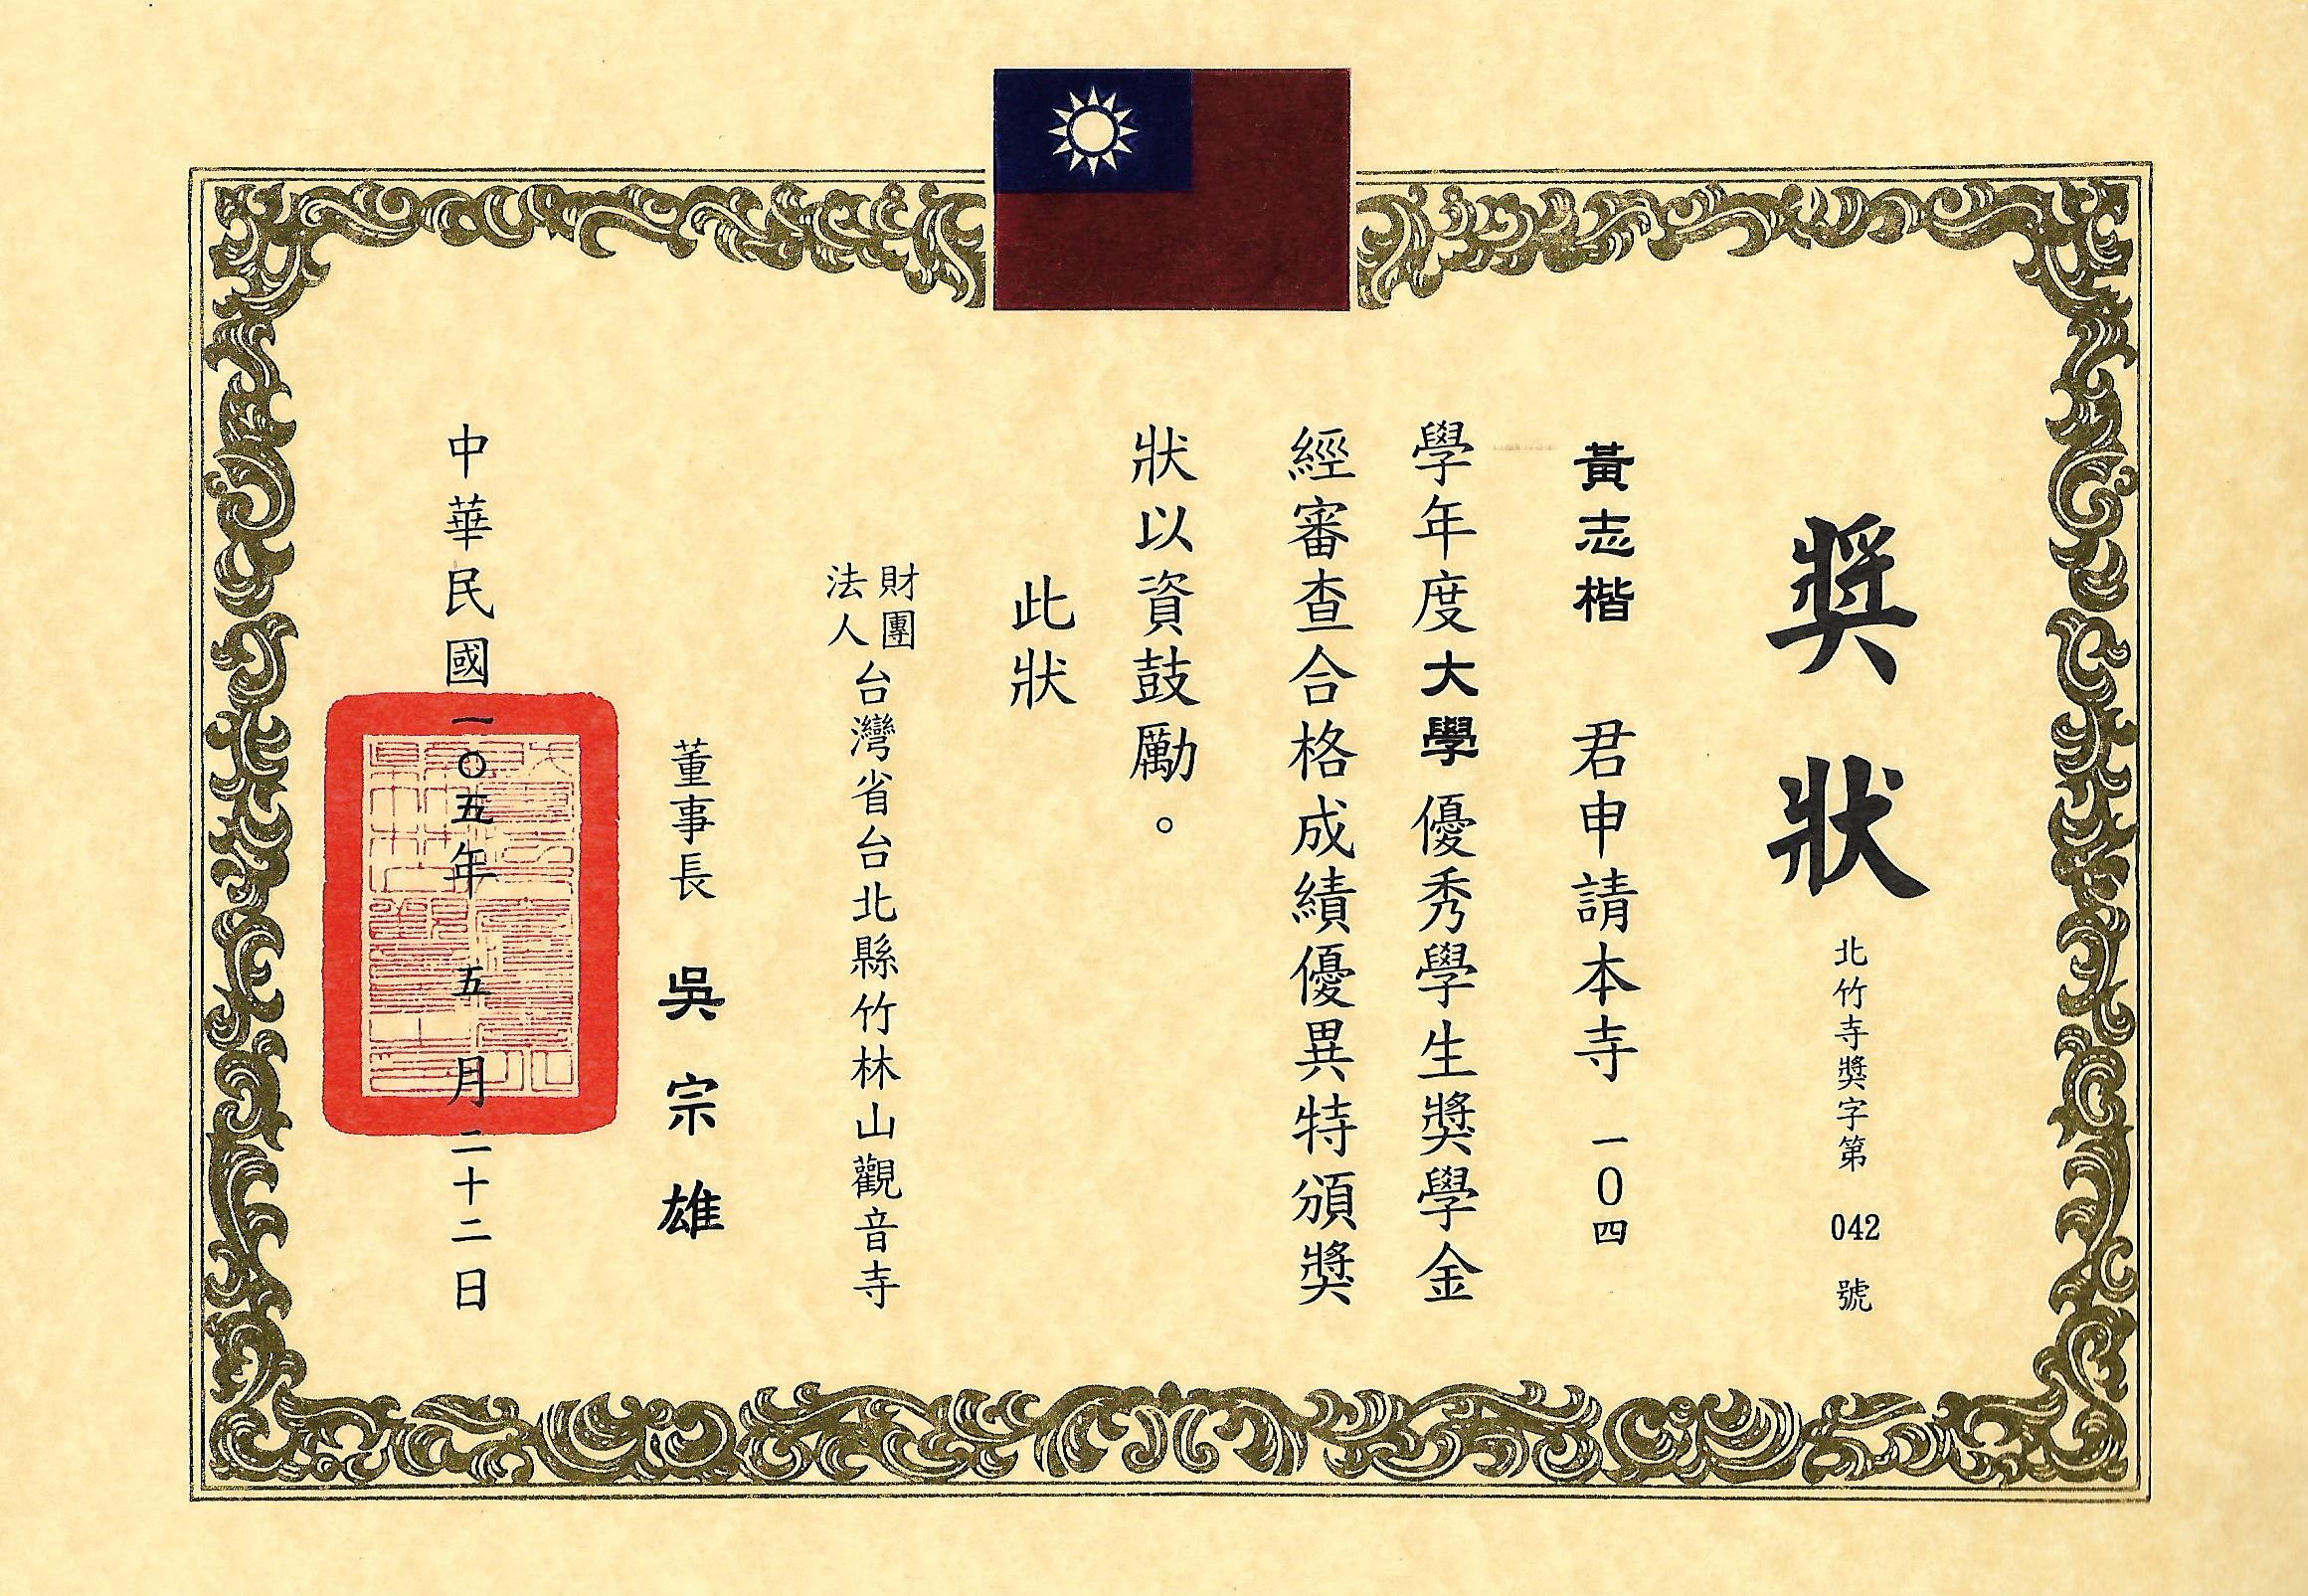 獎狀
北竹寺獎字第 042 號
黃志楷 君申請本寺 一０四
學年度大學優秀學生獎學金
經審查合格成績優異特頒獎
狀以資鼓勵。
此狀
財團法人台灣省台北縣竹林山觀音寺
董事長 吳宗雄
中華民國一〇五年 五 月 二十二日